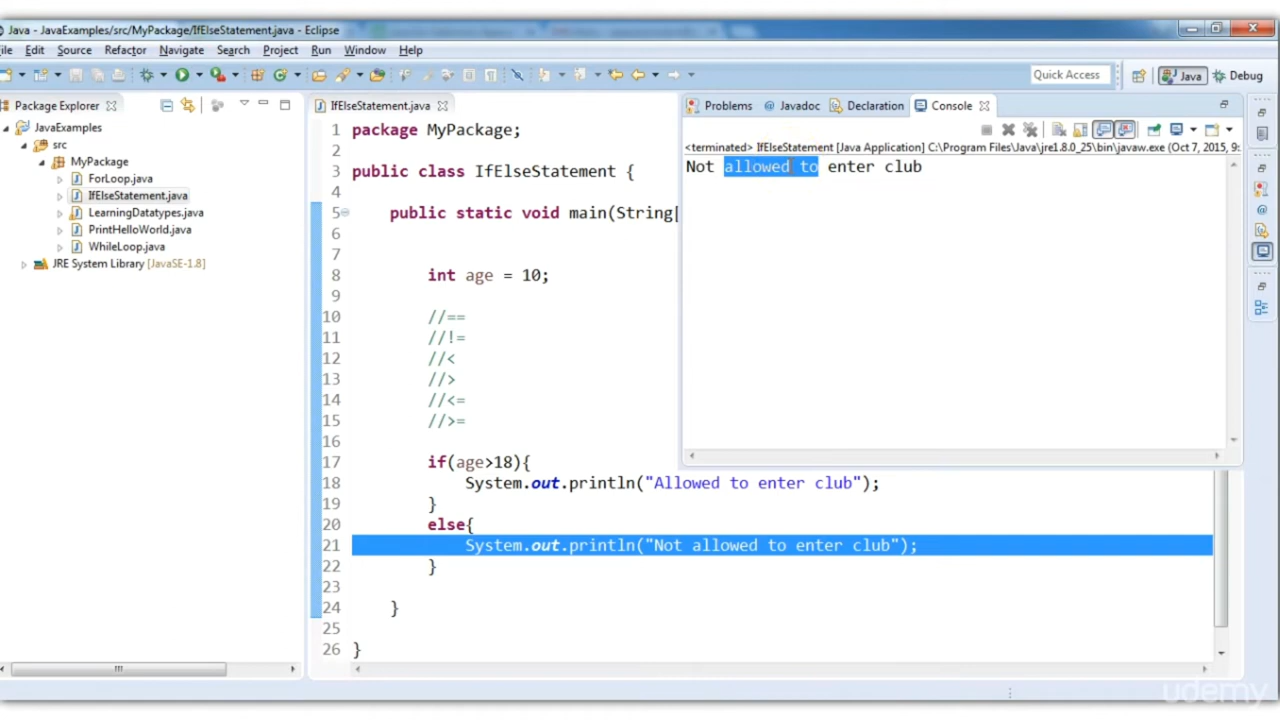 Java - JavaExamples/src/MyPackage/IfElseStatement.java - Eclipse
ile Edit Source Refactor Navigate Search Project Run Window Help
Quick Access
Java
Debug
Package Explorer
JavaExamples
src
MyPackage
ForLoop.java
IfElseStatement.java
LearningDatatypes.java
PrintHelloWorld.java
WhileLoop.java
JRE System Library [JavaSE-1.8]
IfElseStatement.java
1 package MyPackage;
2
3 public class IfElseStatement {
4
5 public static void main(String[
6
7
8 int age = 10;
9
10 //==
11 //!=
12 //<
13 //>
14 //<=
15 //>=
16
17 if(age>18){
18 System.out.println("Allowed to enter club");
19 }
20 else{
21 System.out.println("Not allowed to enter club");
22 }
23
24 }
25
26 }
Problems @ Javadoc Declaration Console
<terminated> IfElseStatement [Java Application] C:\Program Files\Java\jre1.8.0_25\bin\javaw.exe (Oct 7, 2015, 9:
Not allowed to enter club
udemy